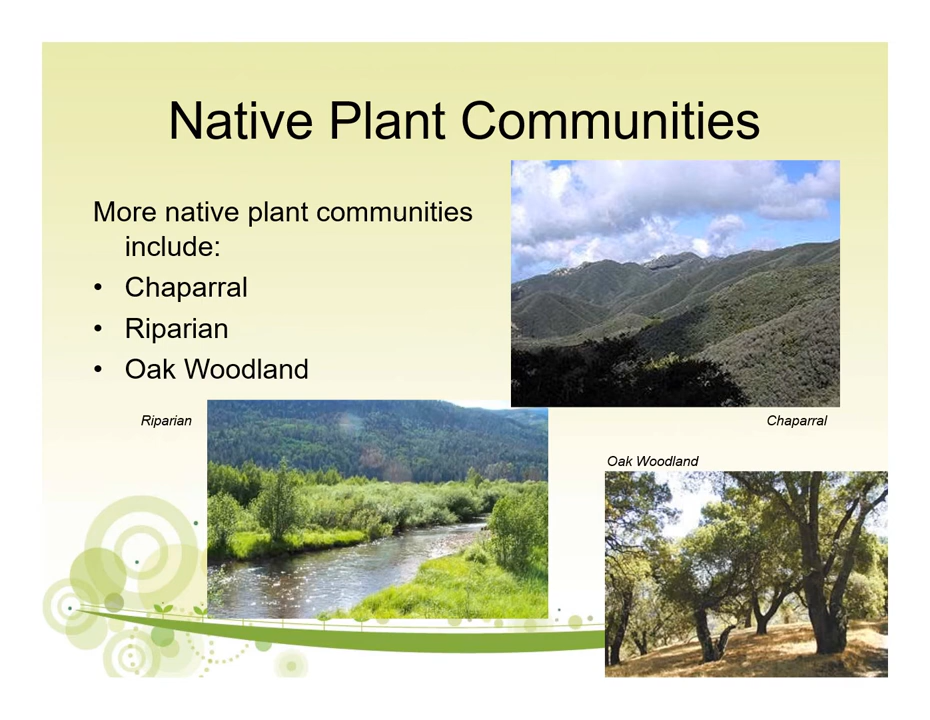 Native Plant Communities
More native plant communities
include:
• Chaparral
• Riparian
• Oak Woodland
Riparian
Chaparral
Oak Woodland